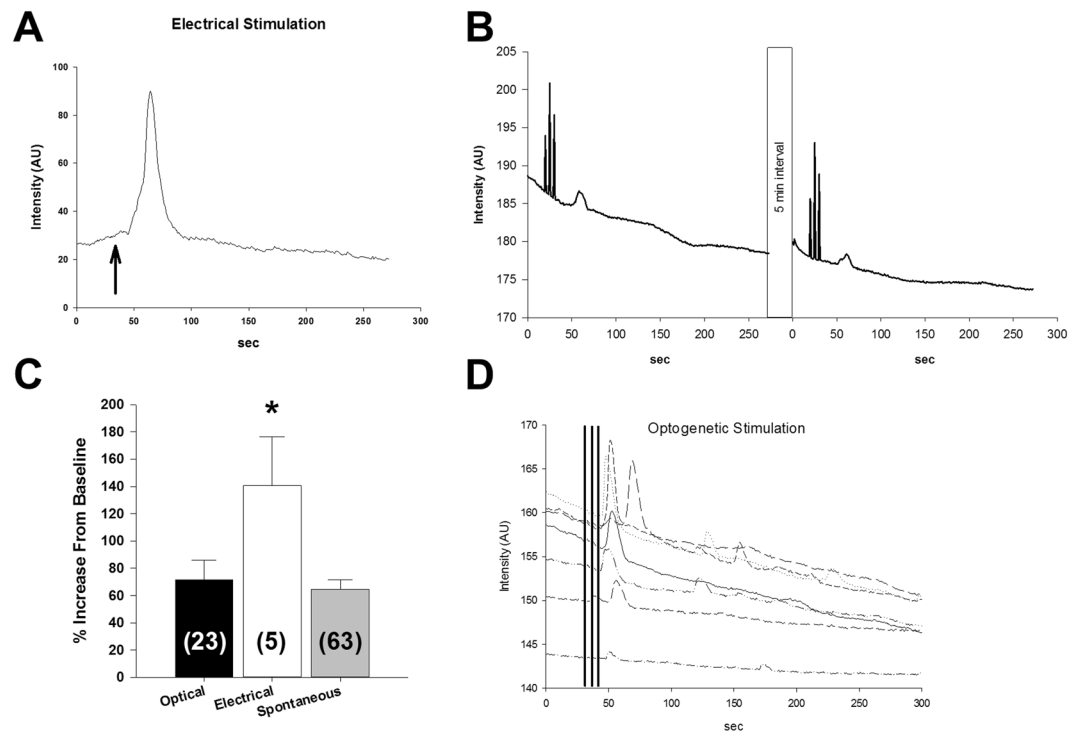 A
Electrical Stimulation
Intensity (AU)
100
80
60
40
20
0
0 50 100 150 200 250 300
sec
B
Intensity (AU)
205
200
195
190
185
180
175
170
5 min interval
0 50 100 150 200 250 0 50 100 150 200 250 300
sec sec
C
% Increase From Baseline
200
180
160
140
120
100
80
60
40
20
0
*
(23) (5) (63)
Optical Electrical Spontaneous
D
Optogenetic Stimulation
Intensity (AU)
170
165
160
155
150
145
140
0 50 100 150 200 250 300
sec